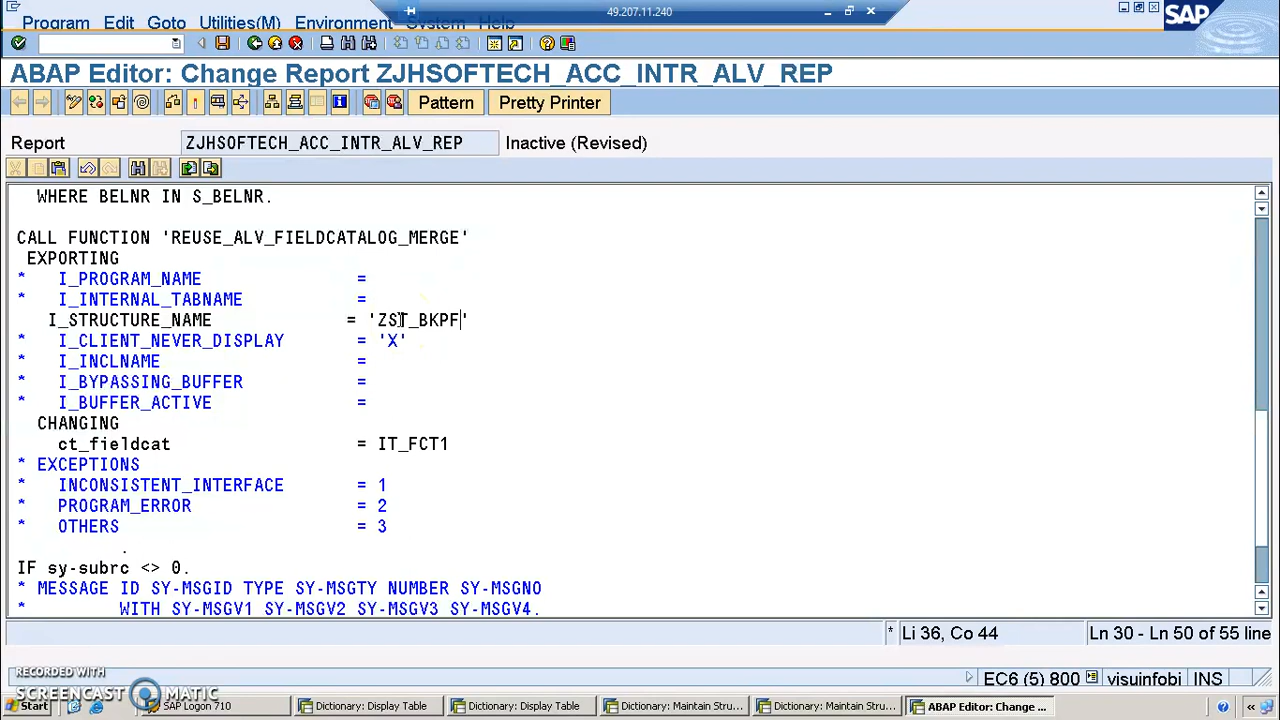 Program Edit Goto Utilities(M) Environment System Help
49.207.11.240
SAP
ABAP Editor: Change Report ZJHSOFTECH_ACC_INTR_ALV_REP
Pattern Pretty Printer
Report ZJHSOFTECH_ACC_INTR_ALV_REP Inactive (Revised)
WHERE BELNR IN S_BELNR.
CALL FUNCTION 'REUSE_ALV_FIELDCATALOG_MERGE'
EXPORTING
* I_PROGRAM_NAME =
* I_INTERNAL_TABNAME =
I_STRUCTURE_NAME = 'ZST_BKPF'
* I_CLIENT_NEVER_DISPLAY = 'X'
* I_INCLNAME =
* I_BYPASSING_BUFFER =
* I_BUFFER_ACTIVE =
CHANGING
ct_fieldcat = IT_FCT1
* EXCEPTIONS
* INCONSISTENT_INTERFACE = 1
* PROGRAM_ERROR = 2
* OTHERS = 3
.
IF sy-subrc <> 0.
* MESSAGE ID SY-MSGID TYPE SY-MSGTY NUMBER SY-MSGNO
* WITH SY-MSGV1 SY-MSGV2 SY-MSGV3 SY-MSGV4.
* Li 36, Co 44 Ln 30 - Ln 50 of 55 line
RECORDED WITH
SCREENCAST MATIC
EC6 (5) 800 visuinfobi INS
Start SAP Logon 710 Dictionary: Display Table Dictionary: Display Table Dictionary: Maintain Stru... Dictionary: Maintain Stru... ABAP Editor: Change ...